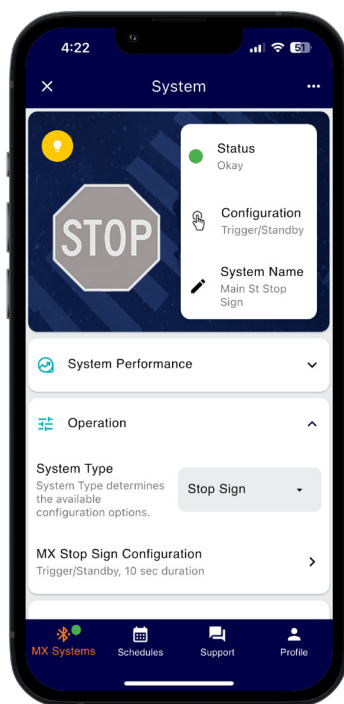 4:22
51
System
STOP
Status
Okay
Configuration
Trigger/Standby
System Name
Main St Stop
Sign
System Performance
Operation
System Type
System Type determines
the available
configuration options.
Stop Sign
MX Stop Sign Configuration
Trigger/Standby, 10 sec duration
MX Systems
Schedules
Support
Profile